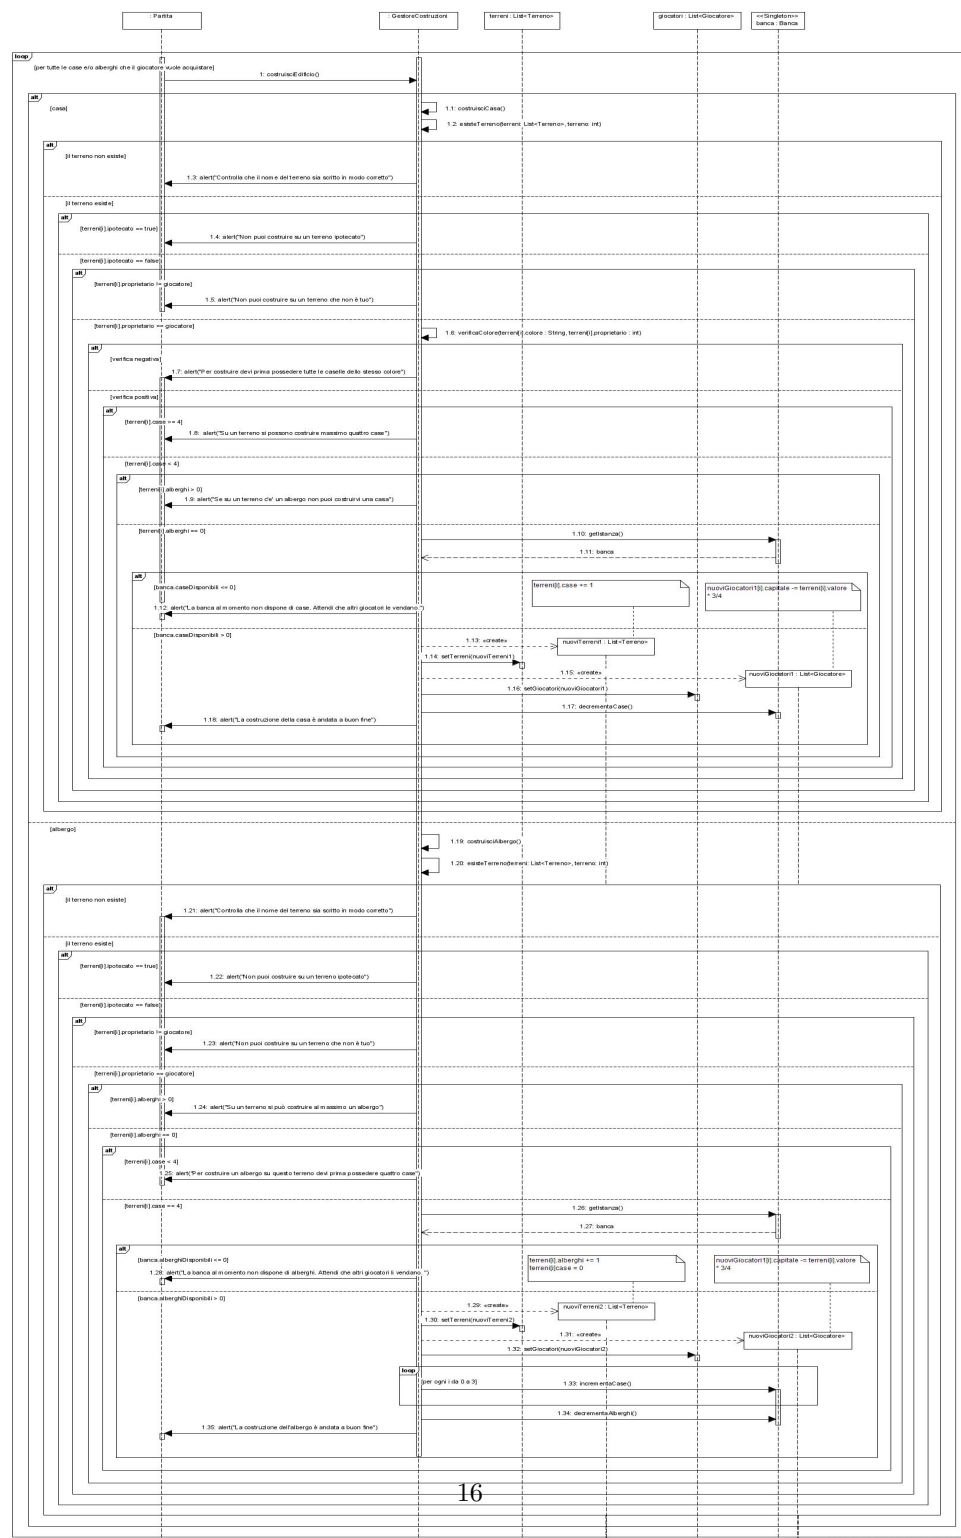 : Partita
: GestoreCostruzioni
terreni : List<Terreno>
giocatori : List<Giocatore>
<<Singleton>>
banca : Banca
loop
[per tutte le case e/o alberghi che il giocatore vuole acquistare]
1: costruisciEdificio()
alt
[casa]
1.1: costruisciCasa()
1.2: esisteTerreno(terreni: List<Terreno>, terreno: int)
alt
[il terreno non esiste]
1.3: alert("Controlla che il nome del terreno sia scritto in modo corretto")
[il terreno esiste]
alt
[terreni[i].ipotecato == true]
1.4: alert("Non puoi costruire su un terreno ipotecato")
[terreni[i].ipotecato == false]
alt
[terreni[i].proprietario != giocatore]
1.5: alert("Non puoi costruire su un terreno che non è tuo")
[terreni[i].proprietario == giocatore]
1.6: verificaColore(terreni[i].colore : String, terreni[i].proprietario : int)
alt
[verifica negativa]
1.7: alert("Per costruire devi prima possedere tutte le caselle dello stesso colore")
[verifica positiva]
alt
[terreni[i].case >= 4]
1.8: alert("Su un terreno si possono costruire massimo quattro case")
[terreni[i].case < 4]
alt
[terreni[i].alberghi > 0]
1.9: alert("Se su un terreno c'e' un albergo non puoi costruirvi una casa")
[terreni[i].alberghi == 0]
1.10: getIstanza()
1.11: banca
alt
[banca.caseDisponibili <= 0]
terreni[i].case += 1
nuoviGiocatori1[i].capitale -= terreni[i].valore
* 3/4
1.12: alert("La banca al momento non dispone di case. Attendi che altri giocatori le vendano.")
[banca.caseDisponibili > 0]
1.13: «create»
nuoviTerreni1 : List<Terreno>
1.14: setTerreni(nuoviTerreni1)
1.15: «create»
nuoviGiocatori1 : List<Giocatore>
1.16: setGiocatori(nuoviGiocatori1)
1.17: decrementaCase()
1.18: alert("La costruzione della casa è andata a buon fine")
[albergo]
1.19: costruisciAlbergo()
1.20: esisteTerreno(terreni: List<Terreno>, terreno: int)
alt
[il terreno non esiste]
1.21: alert("Controlla che il nome del terreno sia scritto in modo corretto")
[il terreno esiste]
alt
[terreni[i].ipotecato == true]
1.22: alert("Non puoi costruire su un terreno ipotecato")
[terreni[i].ipotecato == false]
alt
[terreni[i].proprietario != giocatore]
1.23: alert("Non puoi costruire su un terreno che non è tuo")
[terreni[i].proprietario == giocatore]
alt
[terreni[i].alberghi > 0]
1.24: alert("Su un terreno si può costruire al massimo un albergo")
[terreni[i].alberghi == 0]
alt
[terreni[i].case < 4]
1.25: alert("Per costruire un albergo su questo terreno devi prima possedere quattro case")
[terreni[i].case == 4]
1.26: getIstanza()
1.27: banca
alt
[banca.alberghiDisponibili <= 0]
terreni[i].alberghi += 1
terreni[i]case = 0
nuoviGiocatori1[i].capitale -= terreni[i].valore
* 3/4
1.28: alert("La banca al momento non dispone di alberghi. Attendi che altri giocatori li vendano. ")
[banca.alberghiDisponibili > 0]
1.29: «create»
nuoviTerreni2 : List<Terreno>
1.30: setTerreni(nuoviTerreni2)
1.31: «create»
nuoviGiocatori2 : List<Giocatore>
1.32: setGiocatori(nuoviGiocatori2)
loop
[per ogni i da 0 a 3]
1.33: incrementaCase()
1.34: decrementaAlberghi()
1.35: alert("La costruzione dell'albergo è andata a buon fine")
16